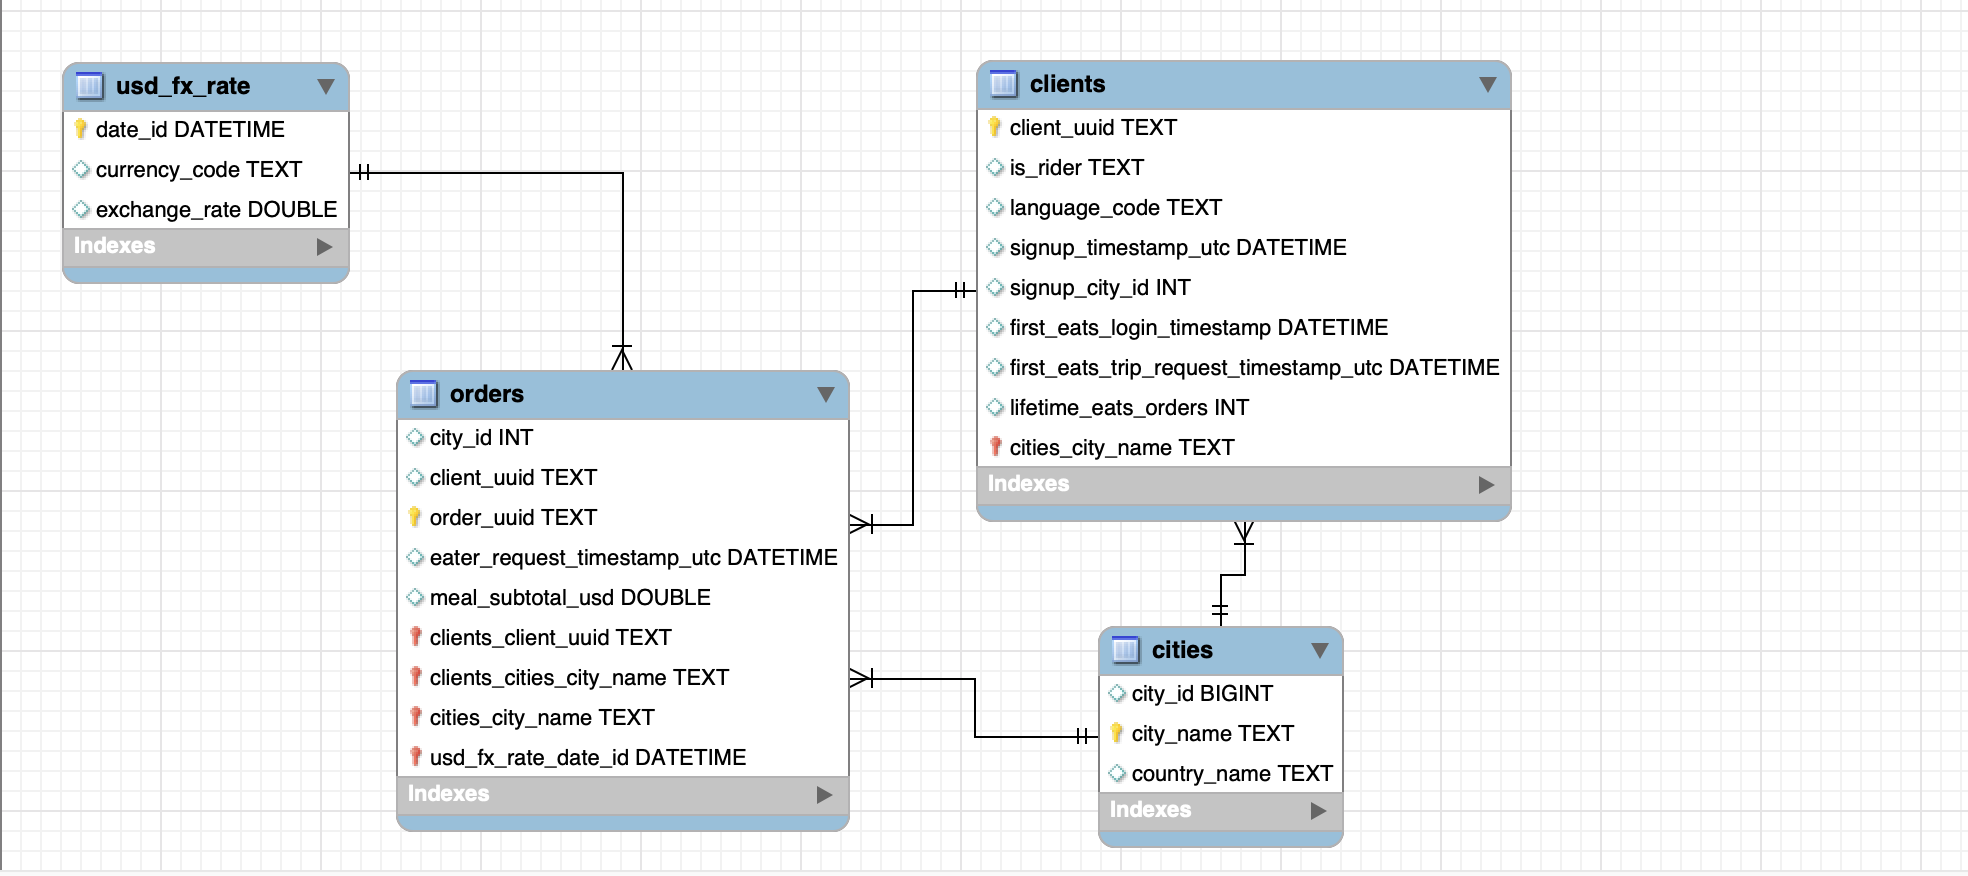 usd_fx_rate
date_id DATETIME
currency_code TEXT
exchange_rate DOUBLE
Indexes
clients
client_uuid TEXT
is_rider TEXT
language_code TEXT
signup_timestamp_utc DATETIME
signup_city_id INT
first_eats_login_timestamp DATETIME
first_eats_trip_request_timestamp_utc DATETIME
lifetime_eats_orders INT
cities_city_name TEXT
Indexes
orders
city_id INT
client_uuid TEXT
order_uuid TEXT
eater_request_timestamp_utc DATETIME
meal_subtotal_usd DOUBLE
clients_client_uuid TEXT
clients_cities_city_name TEXT
cities_city_name TEXT
usd_fx_rate_date_id DATETIME
Indexes
cities
city_id BIGINT
city_name TEXT
country_name TEXT
Indexes